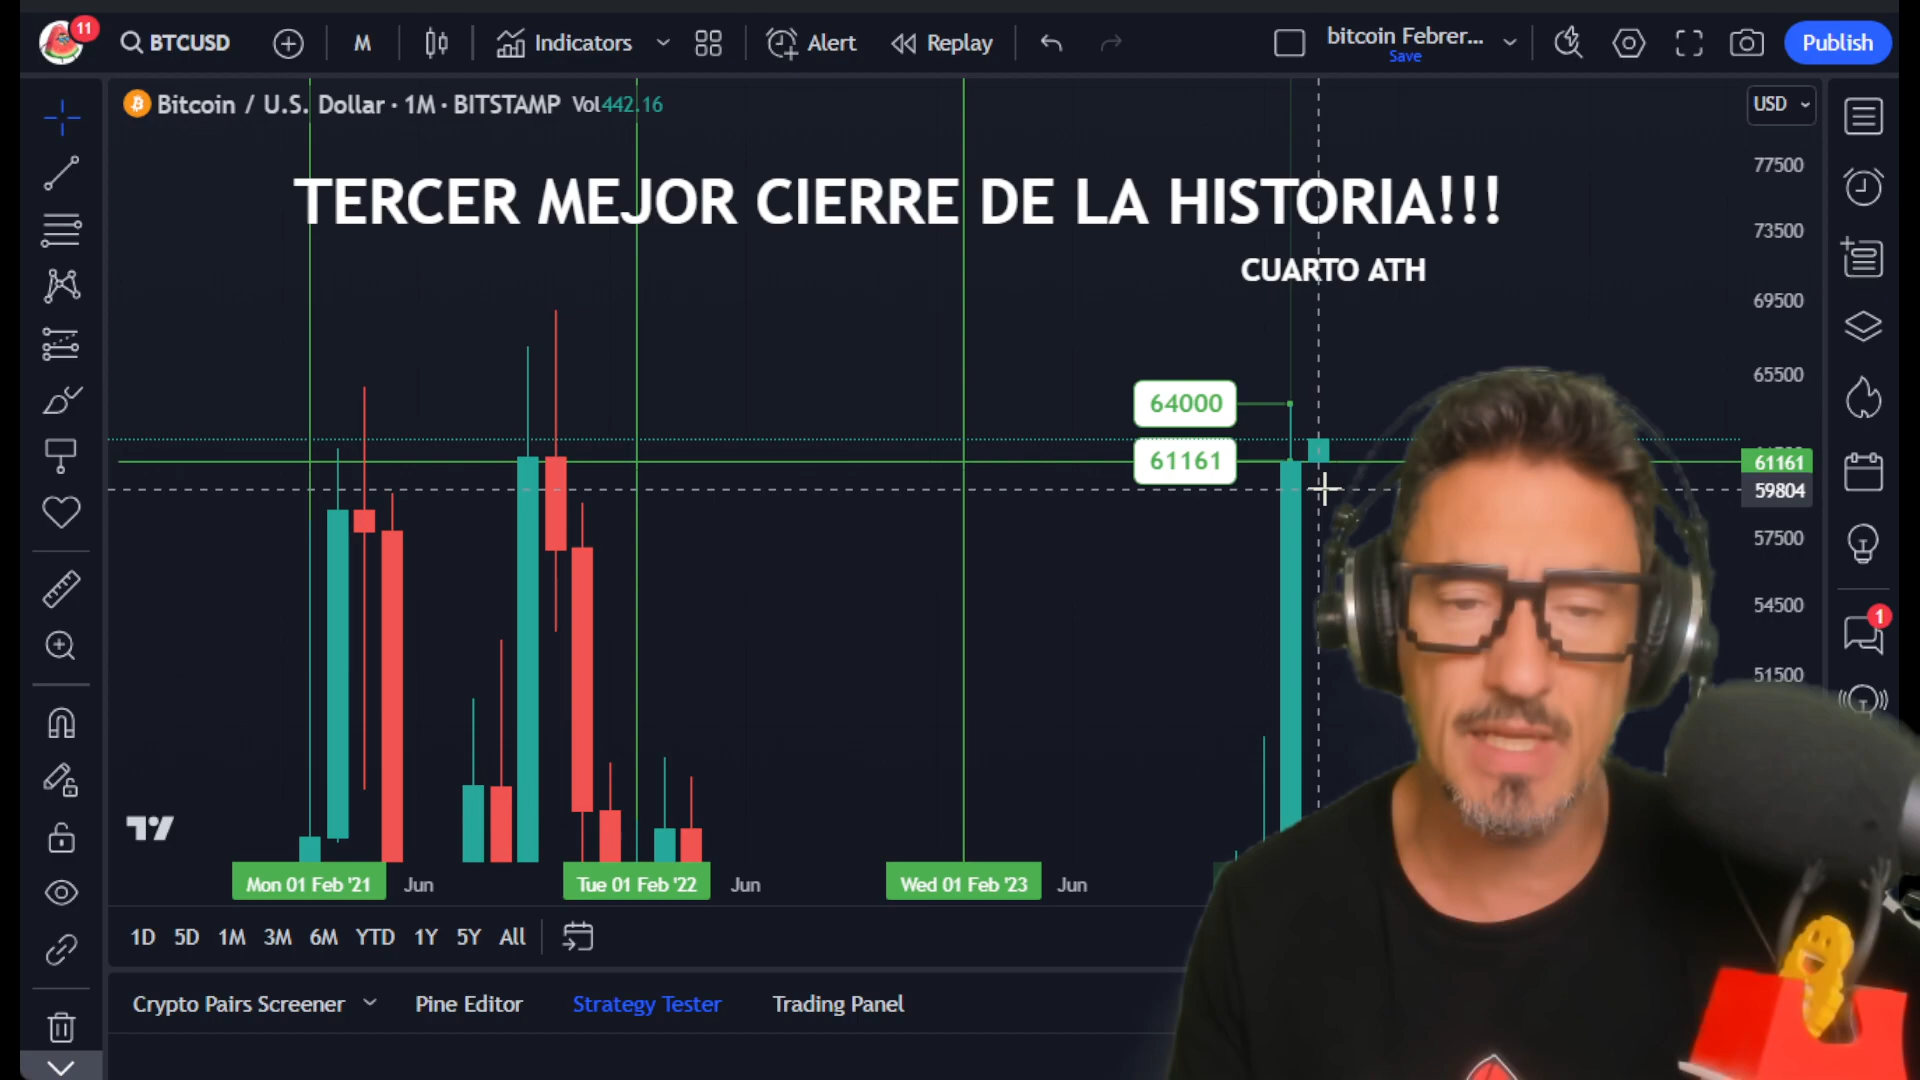 11
BTCUSD
M
Indicators
Alert
Replay
bitcoin Febrer...
Save
Publish
Bitcoin / U.S. Dollar · 1M · BITSTAMP Vol442.16
USD
TERCER MEJOR CIERRE DE LA HISTORIA!!!
CUARTO ATH
77500
73500
69500
65500
64000
61161
61161
59804
57500
54500
51500
1
Mon 01 Feb '21
Jun
Tue 01 Feb '22
Jun
Wed 01 Feb '23
Jun
1D 5D 1M 3M 6M YTD 1Y 5Y All
Crypto Pairs Screener
Pine Editor
Strategy Tester
Trading Panel